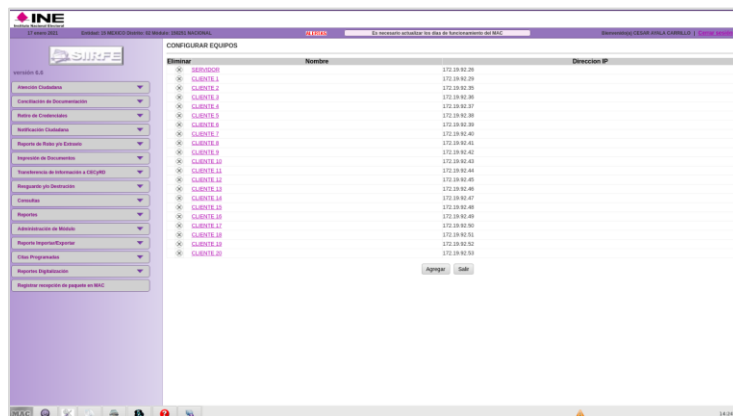 INE
Instituto Nacional Electoral
17 enero 2021
ALERTAS
Es necesario actualizar los días de funcionamiento del MAC
Bienvenido(a) CESAR AYALA CARRILLO | Cerrar sesión
SIIRFE
versión 6.0
Atención Ciudadana
Conciliación de Documentación
Retiro de Credenciales
Notificación Ciudadana
Reporte de Robo y/o Extravío
Impresión de Documentos
Transferencia de Información a CECyRD
Resguardo y/o Destrucción
Consultas
Reportes
Administración de Módulo
Reporte Importar/Exportar
Citas Programadas
Reportes Digitalización
Registrar recepción de paquete en MAC
CONFIGURAR EQUIPOS
Eliminar Nombre Direccion IP
SERVIDOR 172.19.92.28
CLIENTE 1 172.19.92.29
CLIENTE 2 172.19.92.35
CLIENTE 3 172.19.92.36
CLIENTE 4 172.19.92.37
CLIENTE 5 172.19.92.38
CLIENTE 6 172.19.92.39
CLIENTE 7 172.19.92.40
CLIENTE 8 172.19.92.41
CLIENTE 9 172.19.92.42
CLIENTE 10 172.19.92.43
CLIENTE 11 172.19.92.44
CLIENTE 12 172.19.92.45
CLIENTE 13 172.19.92.46
CLIENTE 14 172.19.92.47
CLIENTE 15 172.19.92.48
CLIENTE 16 172.19.92.49
CLIENTE 17 172.19.92.50
CLIENTE 18 172.19.92.51
CLIENTE 19 172.19.92.52
CLIENTE 20 172.19.92.53
Agregar Salir
MAC